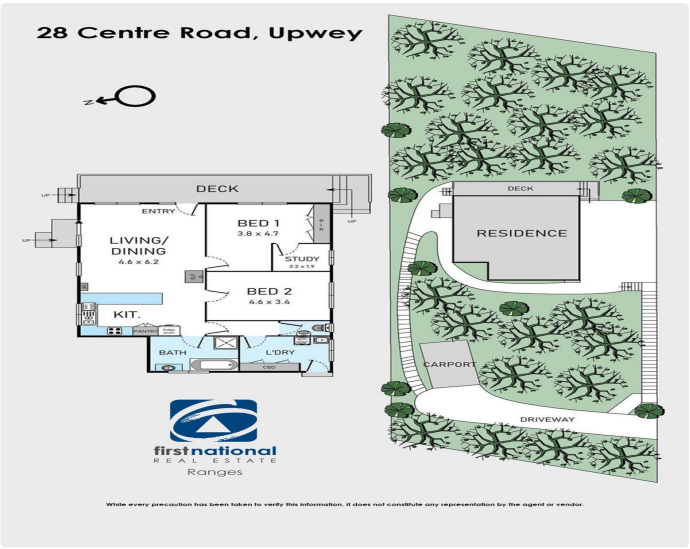 28 Centre Road, Upwey
N
DECK
UP
UP
UP
ENTRY
BED 1
3.8 x 4.7
B.I.R
LIVING/
DINING
4.6 x 6.2
STUDY
2.2 x 1.9
BED 2
4.6 x 3.4
KIT.
PANTRY
BATH
L'DRY
CBD
DECK
RESIDENCE
CARPORT
DRIVEWAY
firstnational
REAL ESTATE
Ranges
While every precaution has been taken to verify this information, it does not constitute any representation by the agent or vendor.